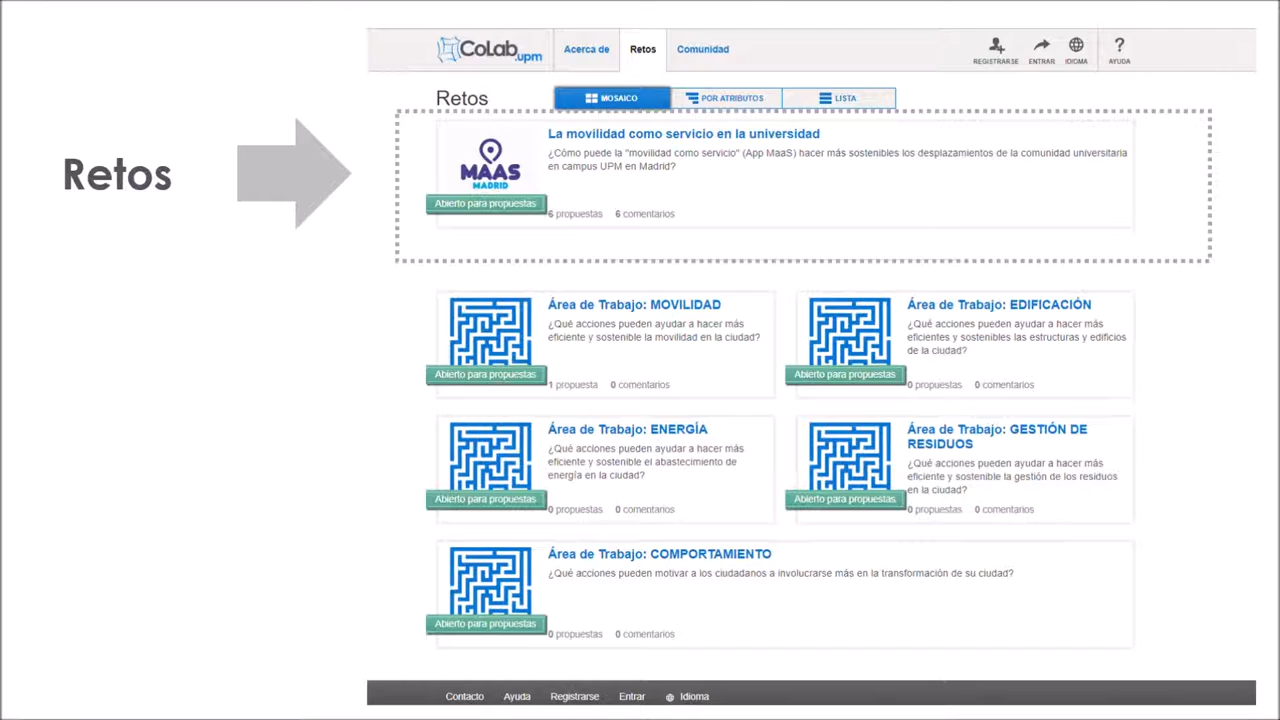 CoLab.upm
Acerca de
Retos
Comunidad
REGISTRARSE
ENTRAR
IDIOMA
?
AYUDA
Retos
MOSAICO
POR ATRIBUTOS
LISTA
Retos
MAAS
MADRID
Abierto para propuestas
La movilidad como servicio en la universidad
¿Cómo puede la "movilidad como servicio" (App MaaS) hacer más sostenibles los desplazamientos de la comunidad universitaria
en campus UPM en Madrid?
6 propuestas 6 comentarios
Área de Trabajo: MOVILIDAD
¿Qué acciones pueden ayudar a hacer más
eficiente y sostenible la movilidad en la ciudad?
Abierto para propuestas
1 propuesta 0 comentarios
Área de Trabajo: EDIFICACIÓN
¿Qué acciones pueden ayudar a hacer más
eficientes y sostenibles las estructuras y edificios
de la ciudad?
Abierto para propuestas
0 propuestas 0 comentarios
Área de Trabajo: ENERGÍA
¿Qué acciones pueden ayudar a hacer más
eficiente y sostenible el abastecimiento de
energía en la ciudad?
Abierto para propuestas
0 propuestas 0 comentarios
Área de Trabajo: GESTIÓN DE
RESIDUOS
¿Qué acciones pueden ayudar a hacer más
eficiente y sostenible la gestión de los residuos
en la ciudad?
Abierto para propuestas
0 propuestas 0 comentarios
Área de Trabajo: COMPORTAMIENTO
¿Qué acciones pueden motivar a los ciudadanos a involucrarse más en la transformación de su ciudad?
Abierto para propuestas
0 propuestas 0 comentarios
Contacto Ayuda Registrarse Entrar Idioma